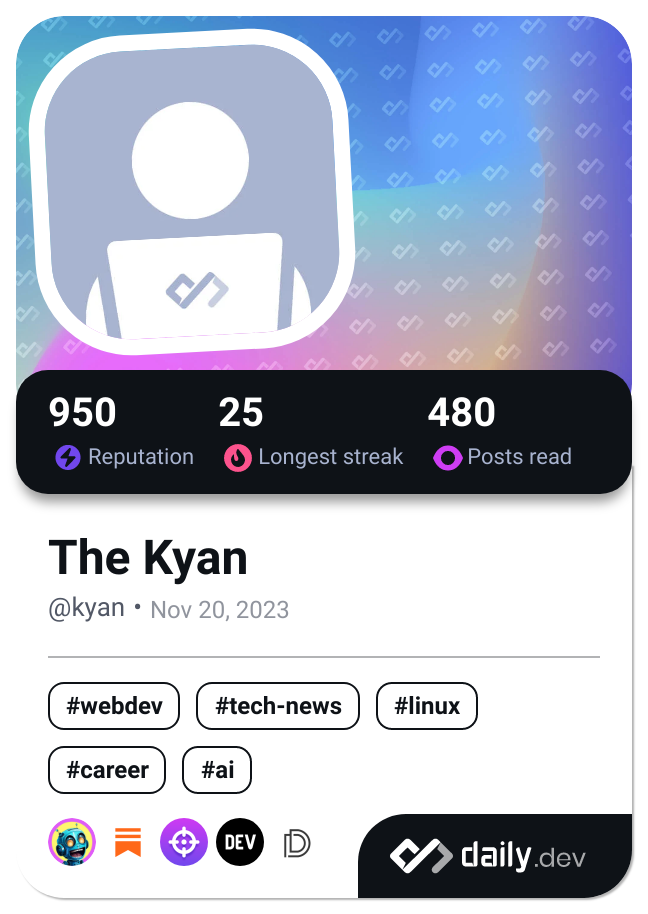 950 25 480
Reputation Longest streak Posts read
The Kyan
@kyan • Nov 20, 2023
#webdev #tech-news #linux
#career #ai
DEV
daily.dev